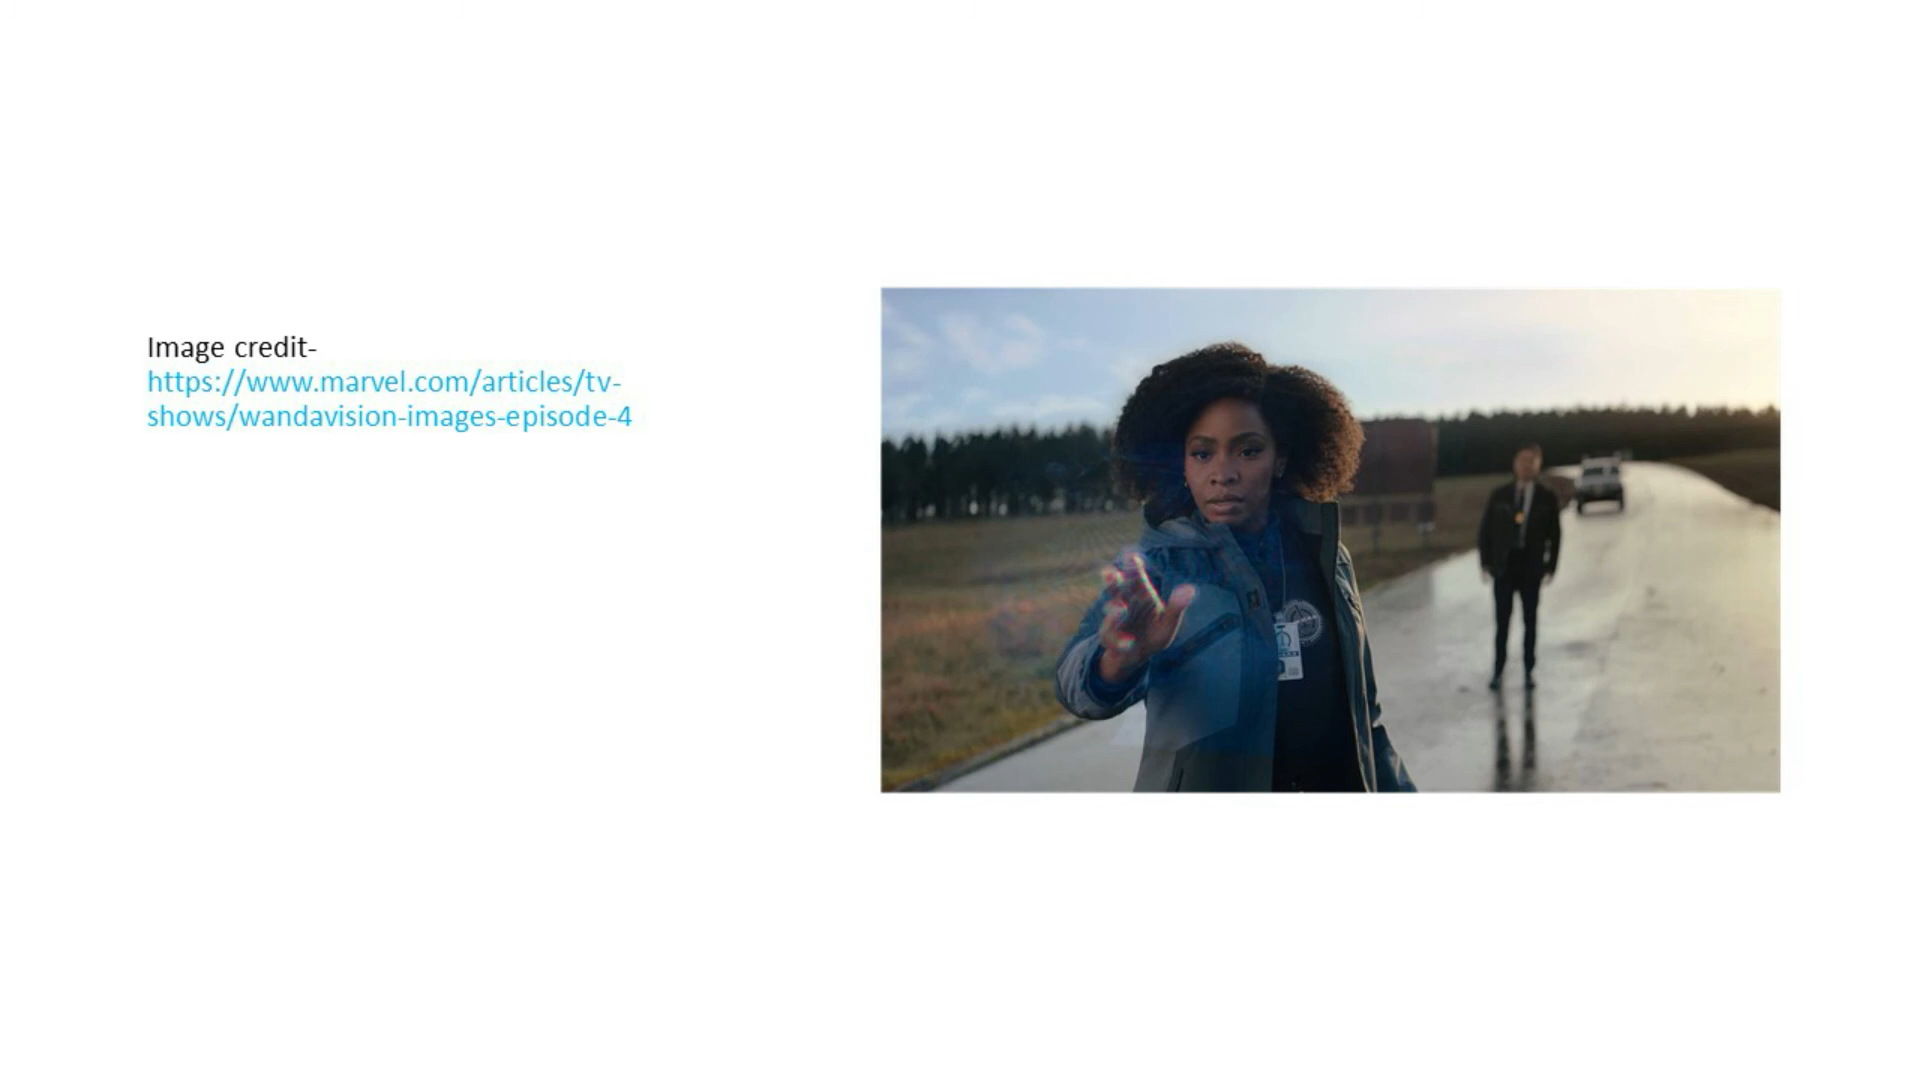 Image credit-
https://www.marvel.com/articles/tv-
shows/wandavision-images-episode-4